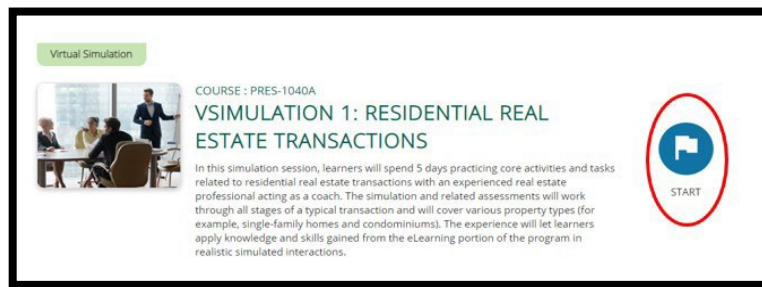 Virtual Simulation
COURSE : PRES-1040A
VSIMULATION 1: RESIDENTIAL REAL
ESTATE TRANSACTIONS
In this simulation session, learners will spend 5 days practicing core activities and tasks
related to residential real estate transactions with an experienced real estate
professional acting as a coach. The simulation and related assessments will work
through all stages of a typical transaction and will cover various property types (for
example, single-family homes and condominiums). The experience will let learners
apply knowledge and skills gained from the eLearning portion of the program in
realistic simulated interactions.
START